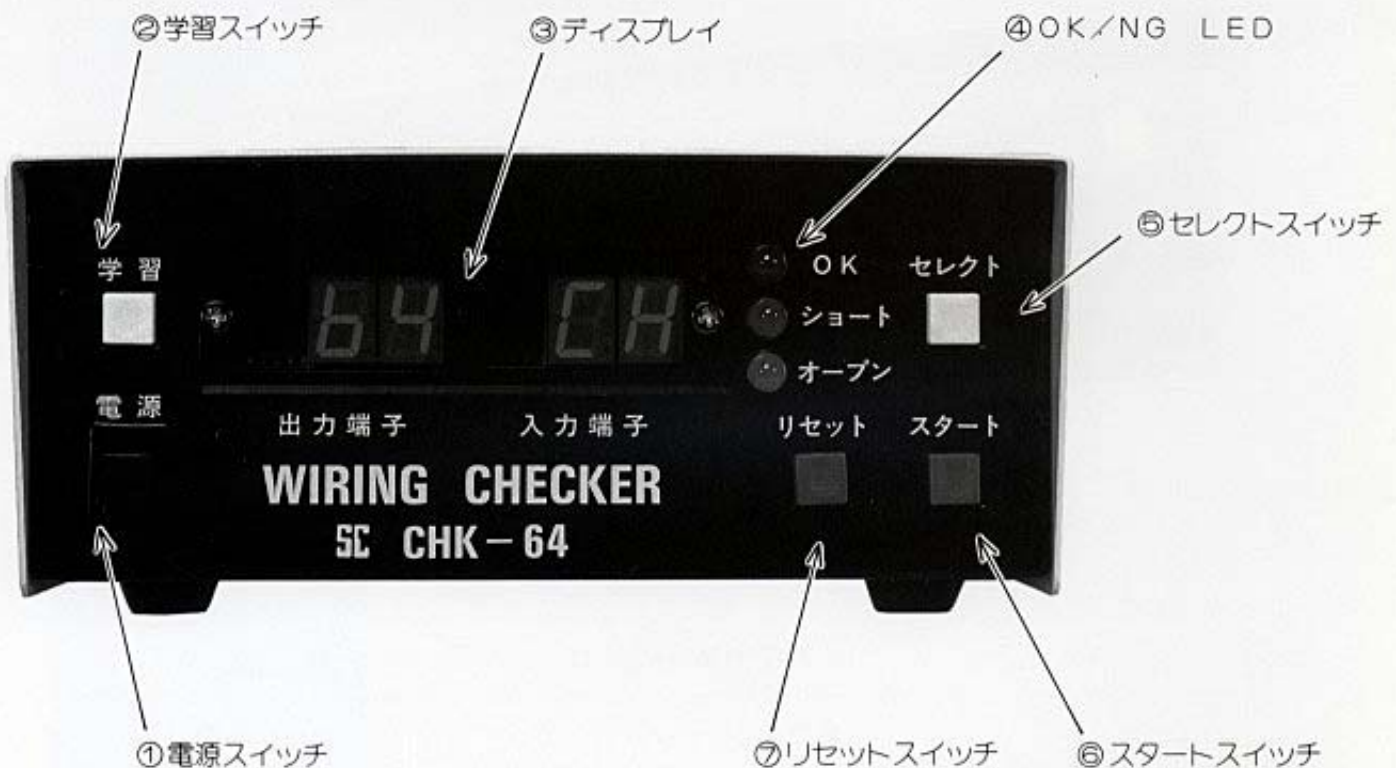 ②学習スイッチ
③ディスプレイ
④OK/NG LED
⑤セレクトスイッチ
学習
64 CH
OK
セレクト
ショート
オープン
電源
出力端子
入力端子
リセット
スタート
WIRING CHECKER
SC CHK-64
①電源スイッチ
⑦リセットスイッチ
⑥スタートスイッチ